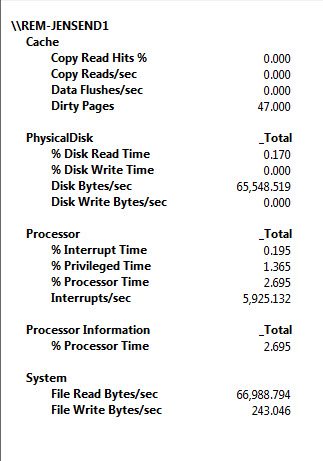 \\REM-JENSEND1
Cache
Copy Read Hits % 0.000
Copy Reads/sec 0.000
Data Flushes/sec 0.000
Dirty Pages 47.000
PhysicalDisk _Total
% Disk Read Time 0.170
% Disk Write Time 0.000
Disk Bytes/sec 65,548.519
Disk Write Bytes/sec 0.000
Processor _Total
% Interrupt Time 0.195
% Privileged Time 1.365
% Processor Time 2.695
Interrupts/sec 5,925.132
Processor Information _Total
% Processor Time 2.695
System
File Read Bytes/sec 66,988.794
File Write Bytes/sec 243.046